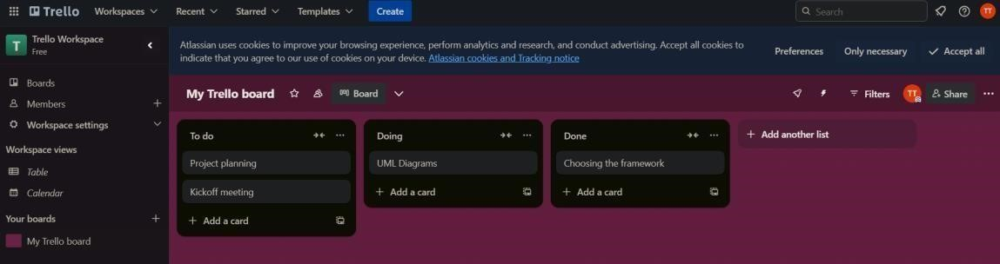 Trello
Workspaces
Recent
Starred
Templates
Create
Search
TT
T
Trello Workspace
Free
Boards
Members
Workspace settings
Workspace views
Table
Calendar
Your boards
My Trello board
Atlassian uses cookies to improve your browsing experience, perform analytics and research, and conduct advertising. Accept all cookies to
indicate that you agree to our use of cookies on your device. Atlassian cookies and Tracking notice
Preferences
Only necessary
Accept all
My Trello board
Board
Filters
TT
Share
To do
Project planning
Kickoff meeting
+ Add a card
Doing
UML Diagrams
+ Add a card
Done
Choosing the framework
+ Add a card
+ Add another list